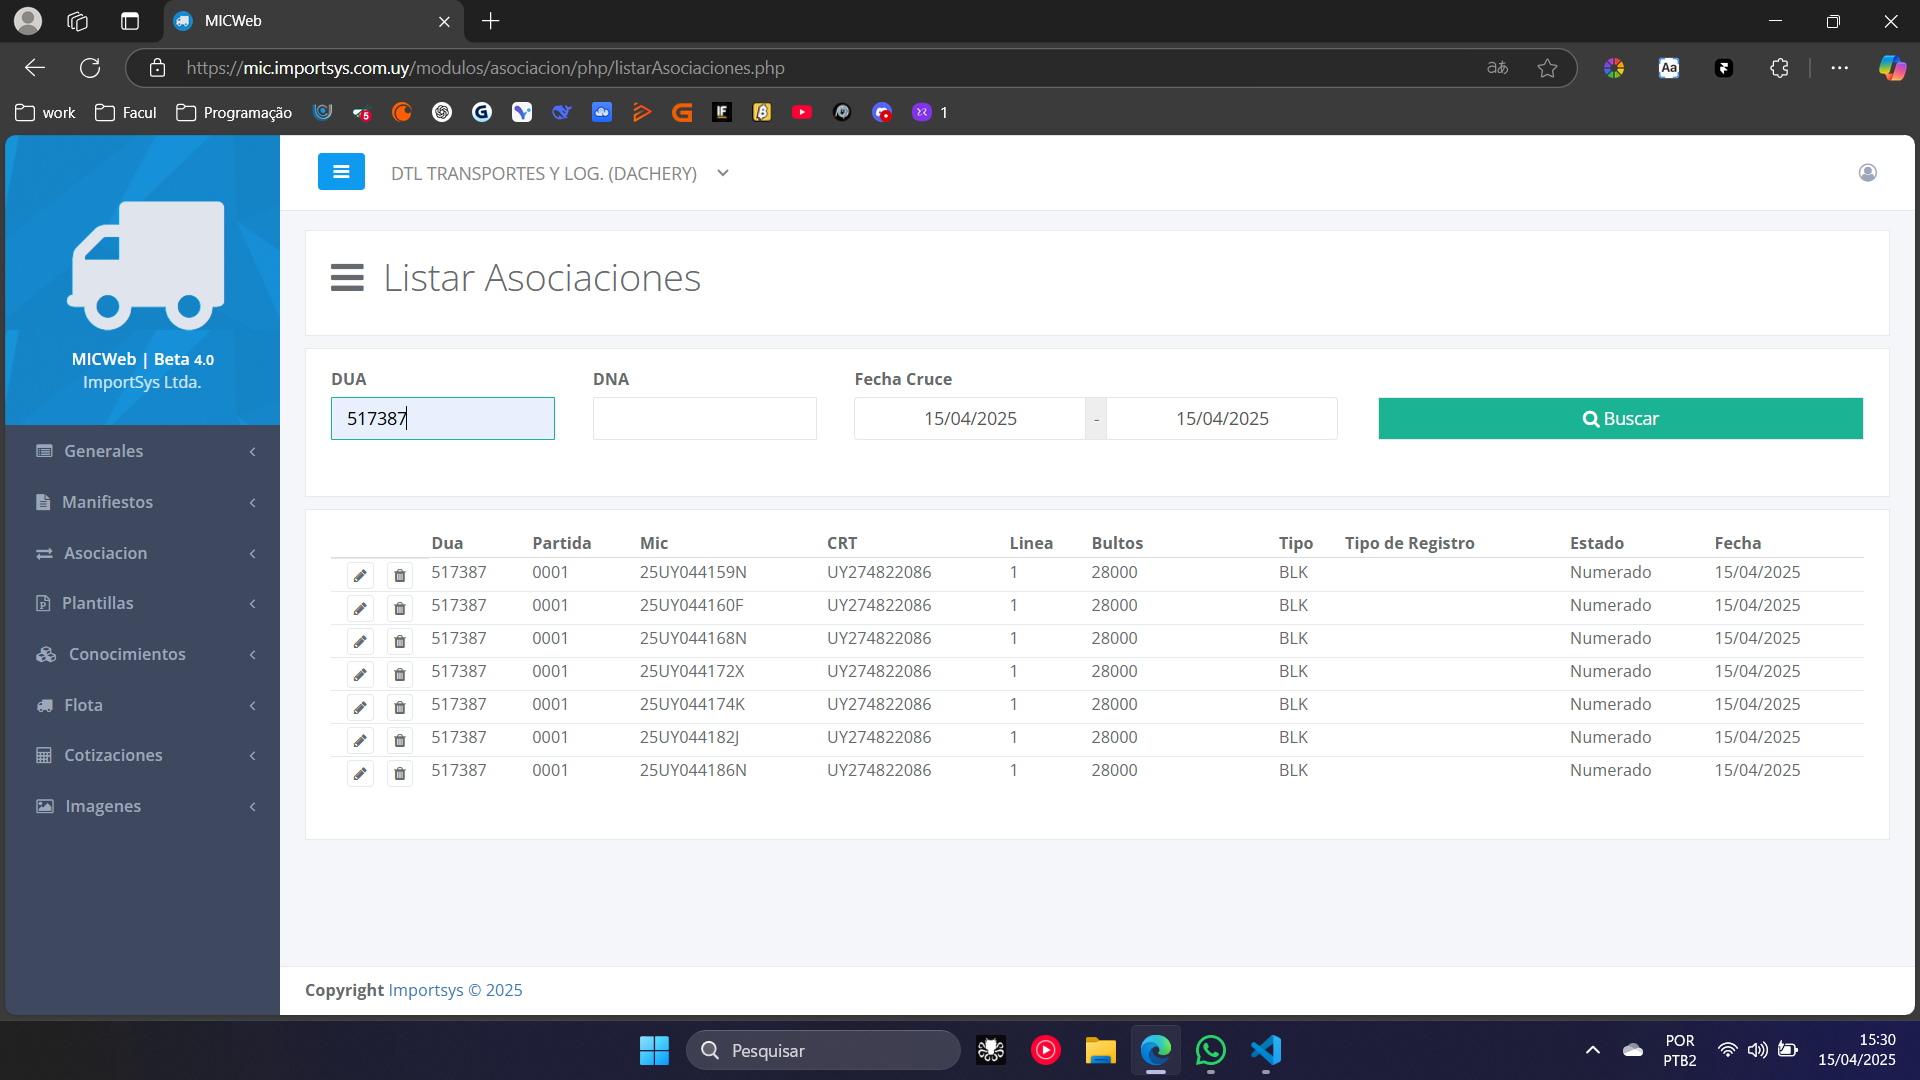 MICWeb
https://mic.importsys.com.uy/modulos/asociacion/php/listarAsociaciones.php
work
Facul
Programação
1
DTL TRANSPORTES Y LOG. (DACHERY)
MICWeb | Beta 4.0
ImportSys Ltda.
Generales
Manifiestos
Asociacion
Plantillas
Conocimientos
Flota
Cotizaciones
Imagenes
Listar Asociaciones
DUA DNA Fecha Cruce
517387 15/04/2025 - 15/04/2025 Buscar
Dua Partida Mic CRT Linea Bultos Tipo Tipo de Registro Estado Fecha
517387 0001 25UY044159N UY274822086 1 28000 BLK Numerado 15/04/2025
517387 0001 25UY044160F UY274822086 1 28000 BLK Numerado 15/04/2025
517387 0001 25UY044168N UY274822086 1 28000 BLK Numerado 15/04/2025
517387 0001 25UY044172X UY274822086 1 28000 BLK Numerado 15/04/2025
517387 0001 25UY044174K UY274822086 1 28000 BLK Numerado 15/04/2025
517387 0001 25UY044182J UY274822086 1 28000 BLK Numerado 15/04/2025
517387 0001 25UY044186N UY274822086 1 28000 BLK Numerado 15/04/2025
Copyright Importsys © 2025
Pesquisar
POR
PTB2
15:30
15/04/2025